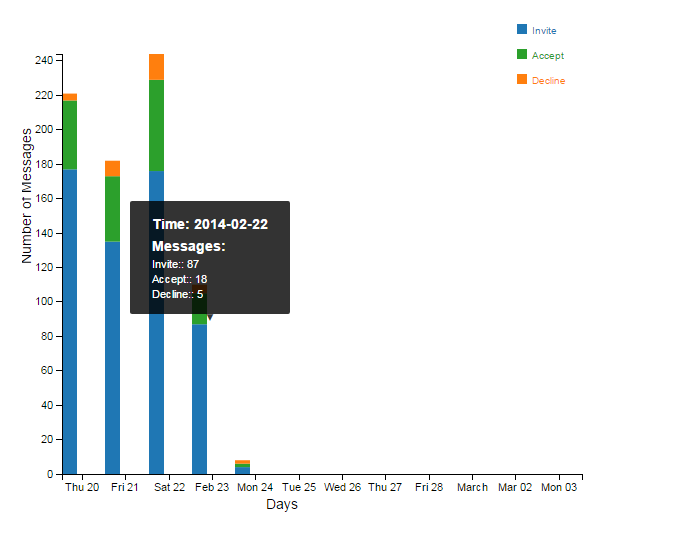 Invite
Accept
Decline
240
220
200
180
160
140
120
100
80
60
40
20
0
Number of Messages
Time: 2014-02-22
Messages:
Invite:: 87
Accept:: 18
Decline:: 5
Thu 20 Fri 21 Sat 22 Feb 23 Mon 24 Tue 25 Wed 26 Thu 27 Fri 28 March Mar 02 Mon 03
Days